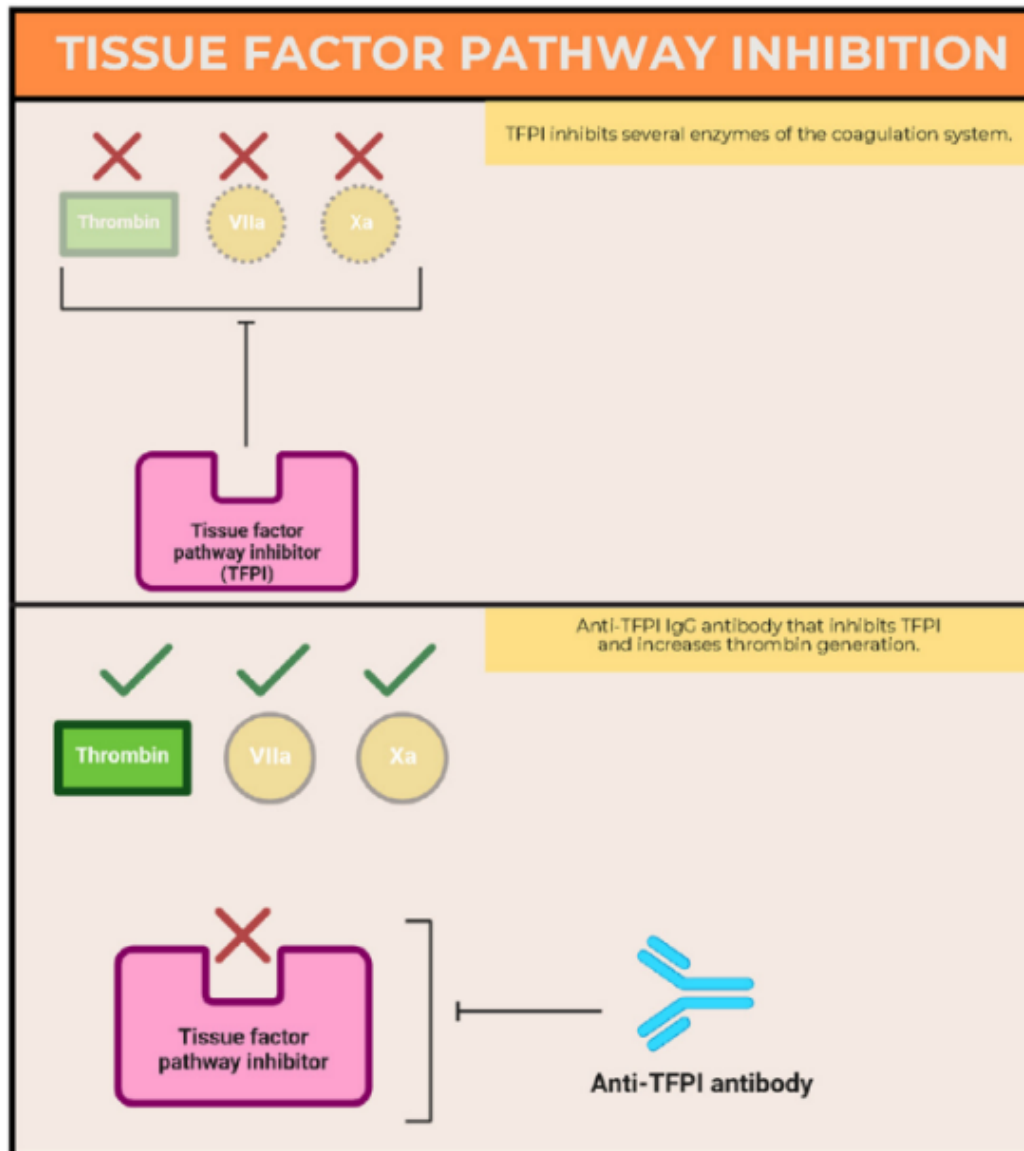 TISSUE FACTOR PATHWAY INHIBITION
TFPI inhibits several enzymes of the coagulation system.
Thrombin
VIIa
Xa
Tissue factor
pathway inhibitor
(TFPI)
Anti-TFPI IgG antibody that inhibits TFPI
and increases thrombin generation.
Thrombin
VIIa
Xa
Tissue factor
pathway inhibitor
Anti-TFPI antibody